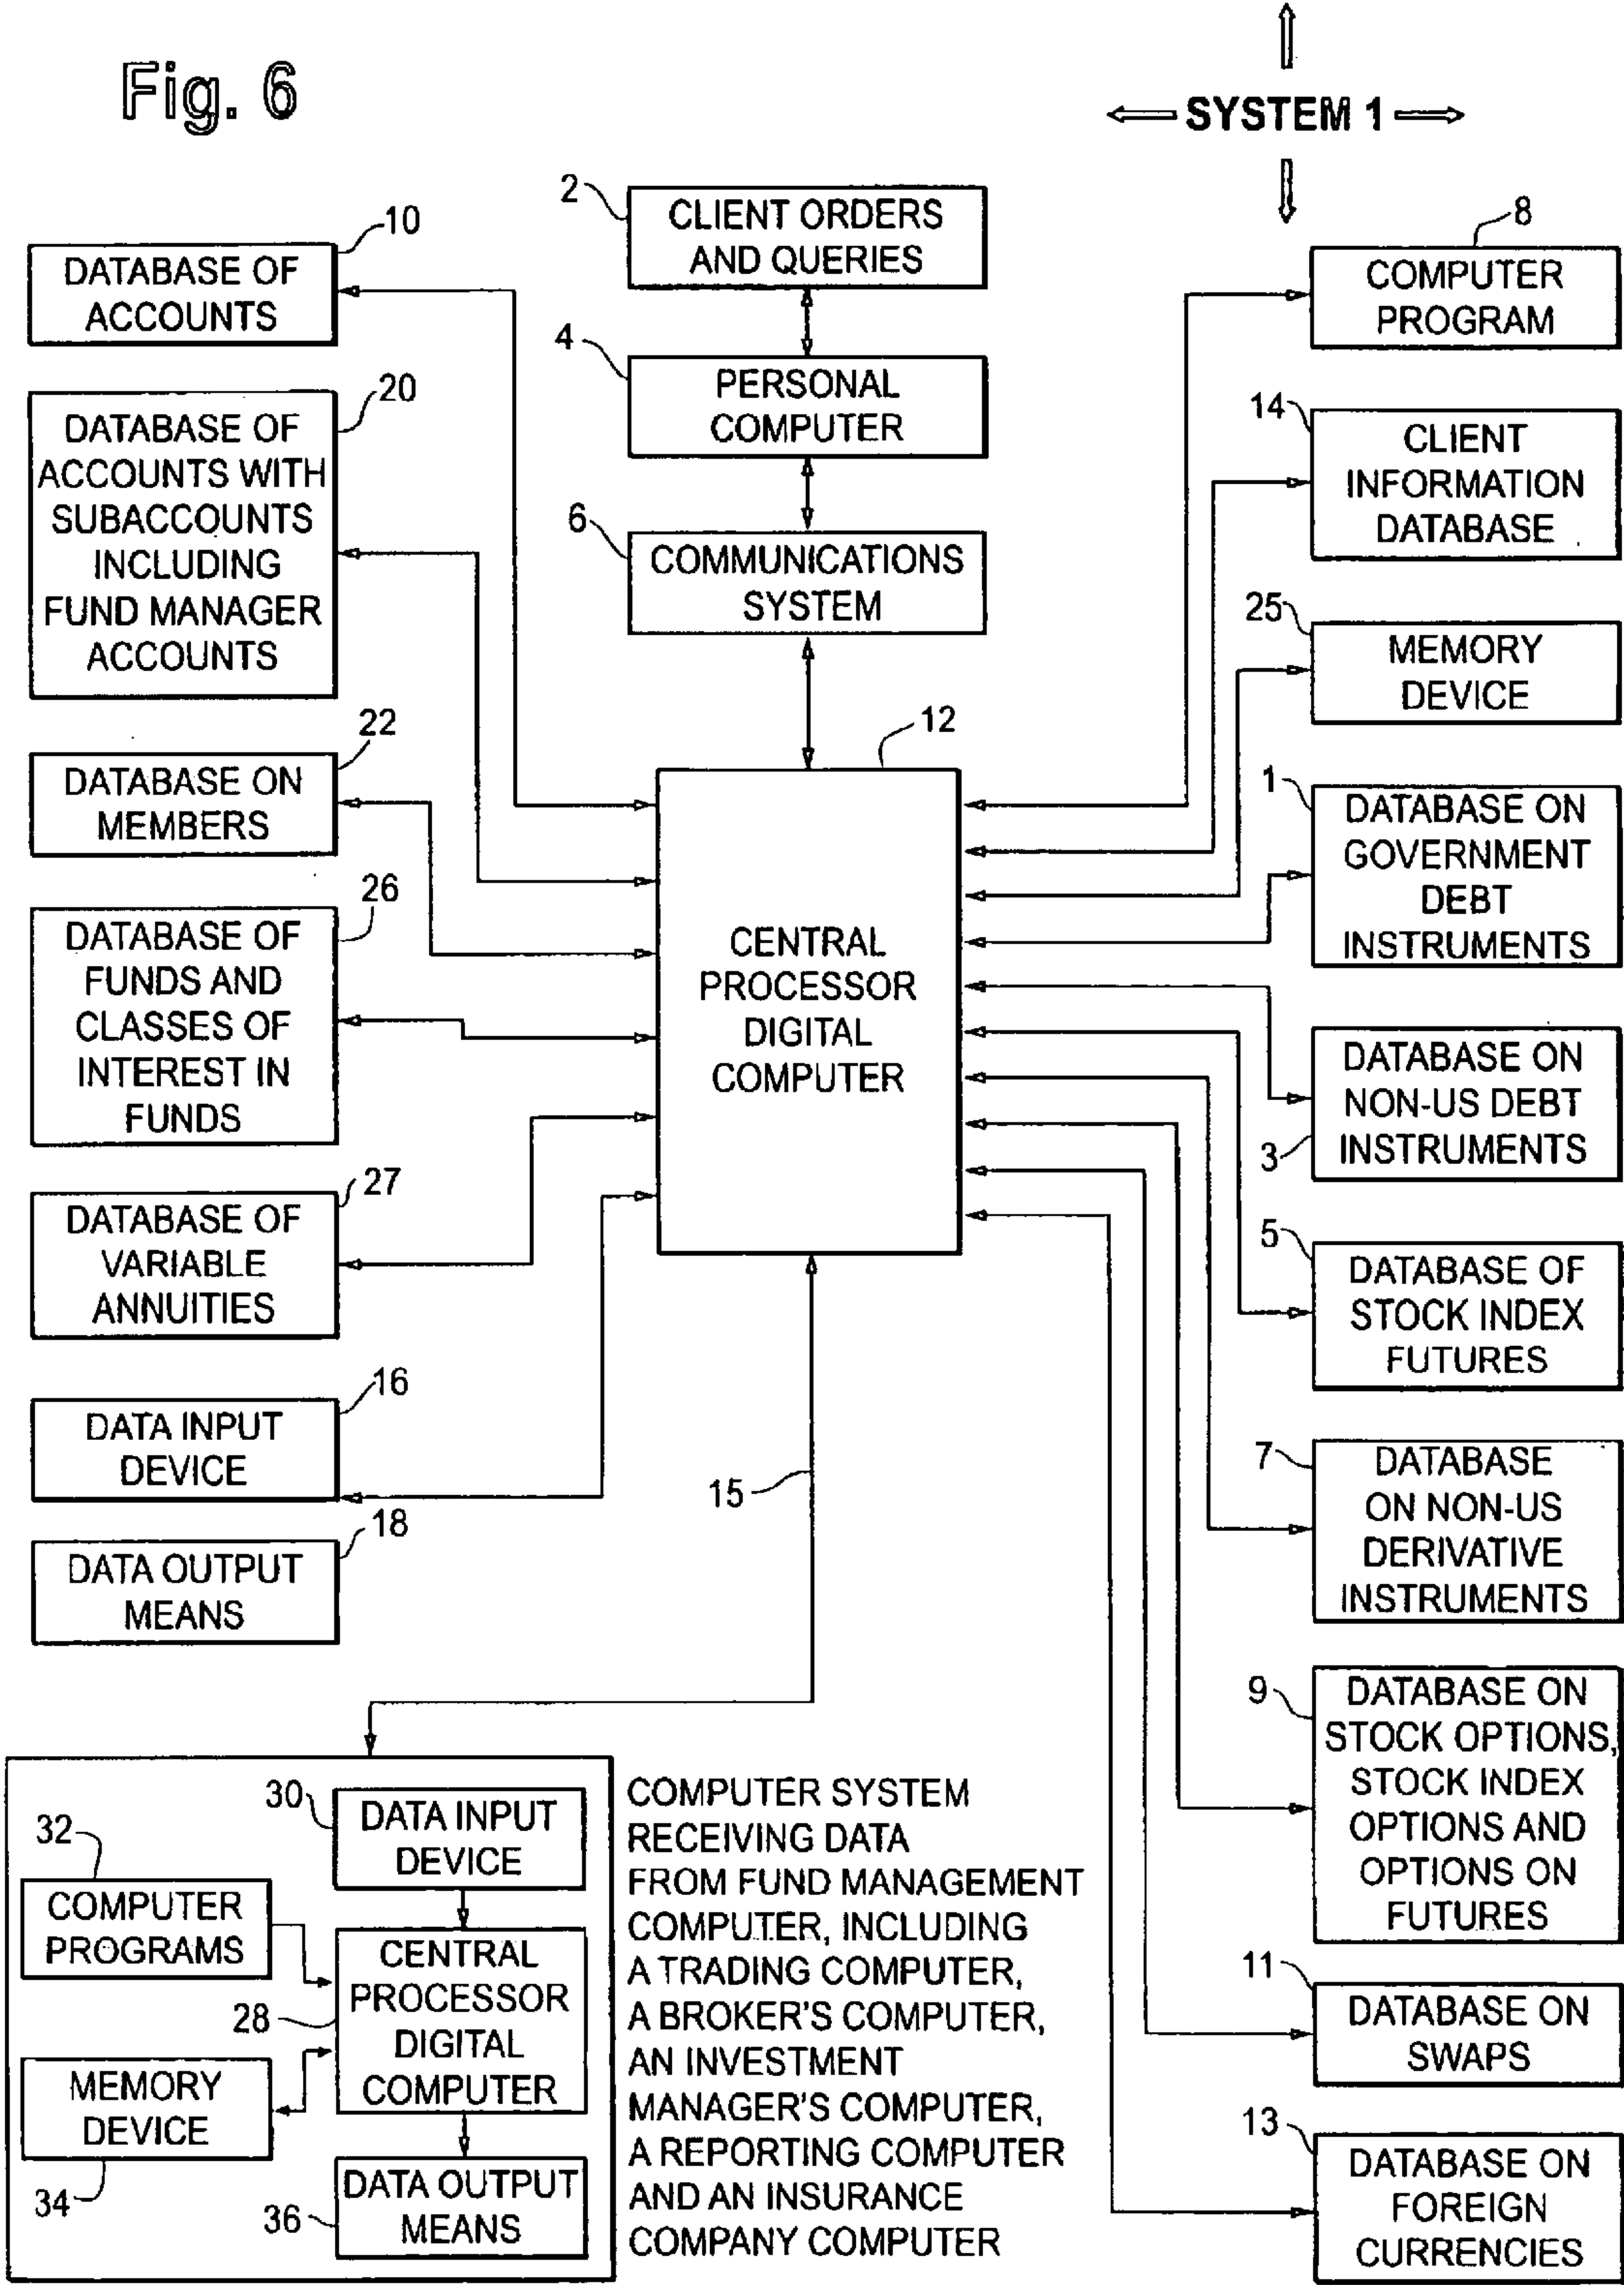 Fig. 6
SYSTEM 1
2
CLIENT ORDERS
AND QUERIES
4
PERSONAL
COMPUTER
6
COMMUNICATIONS
SYSTEM
12
CENTRAL
PROCESSOR
DIGITAL
COMPUTER
10
DATABASE OF
ACCOUNTS
20
DATABASE OF
ACCOUNTS WITH
SUBACCOUNTS
INCLUDING
FUND MANAGER
ACCOUNTS
22
DATABASE ON
MEMBERS
26
DATABASE OF
FUNDS AND
CLASSES OF
INTEREST IN
FUNDS
27
DATABASE OF
VARIABLE
ANNUITIES
16
DATA INPUT
DEVICE
18
DATA OUTPUT
MEANS
15
8
COMPUTER
PROGRAM
14
CLIENT
INFORMATION
DATABASE
25
MEMORY
DEVICE
1
DATABASE ON
GOVERNMENT
DEBT
INSTRUMENTS
DATABASE ON
NON-US DEBT
3 INSTRUMENTS
5
DATABASE OF
STOCK INDEX
FUTURES
7
DATABASE
ON NON-US
DERIVATIVE
INSTRUMENTS
9
DATABASE ON
STOCK OPTIONS,
STOCK INDEX
OPTIONS AND
OPTIONS ON
FUTURES
11
DATABASE ON
SWAPS
13
DATABASE ON
FOREIGN
CURRENCIES
30
DATA INPUT
DEVICE
32
COMPUTER
PROGRAMS
28
CENTRAL
PROCESSOR
DIGITAL
COMPUTER
MEMORY
DEVICE
34
36
DATA OUTPUT
MEANS
COMPUTER SYSTEM
RECEIVING DATA
FROM FUND MANAGEMENT
COMPUTER, INCLUDING
A TRADING COMPUTER,
A BROKER'S COMPUTER,
AN INVESTMENT
MANAGER'S COMPUTER,
A REPORTING COMPUTER
AND AN INSURANCE
COMPANY COMPUTER